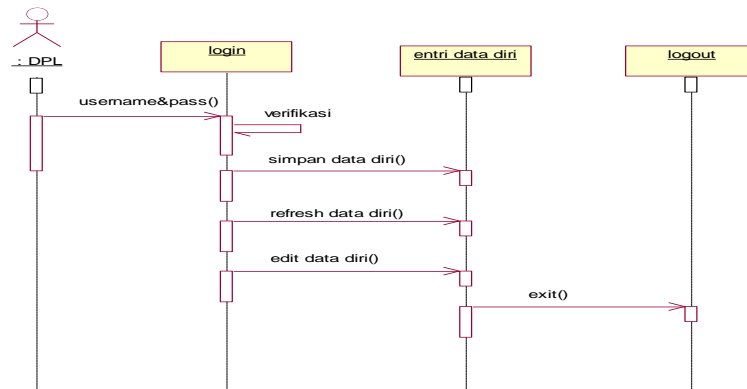 : DPL
login
entri data diri
logout
username&pass()
verifikasi
simpan data diri()
refresh data diri()
edit data diri()
exit()